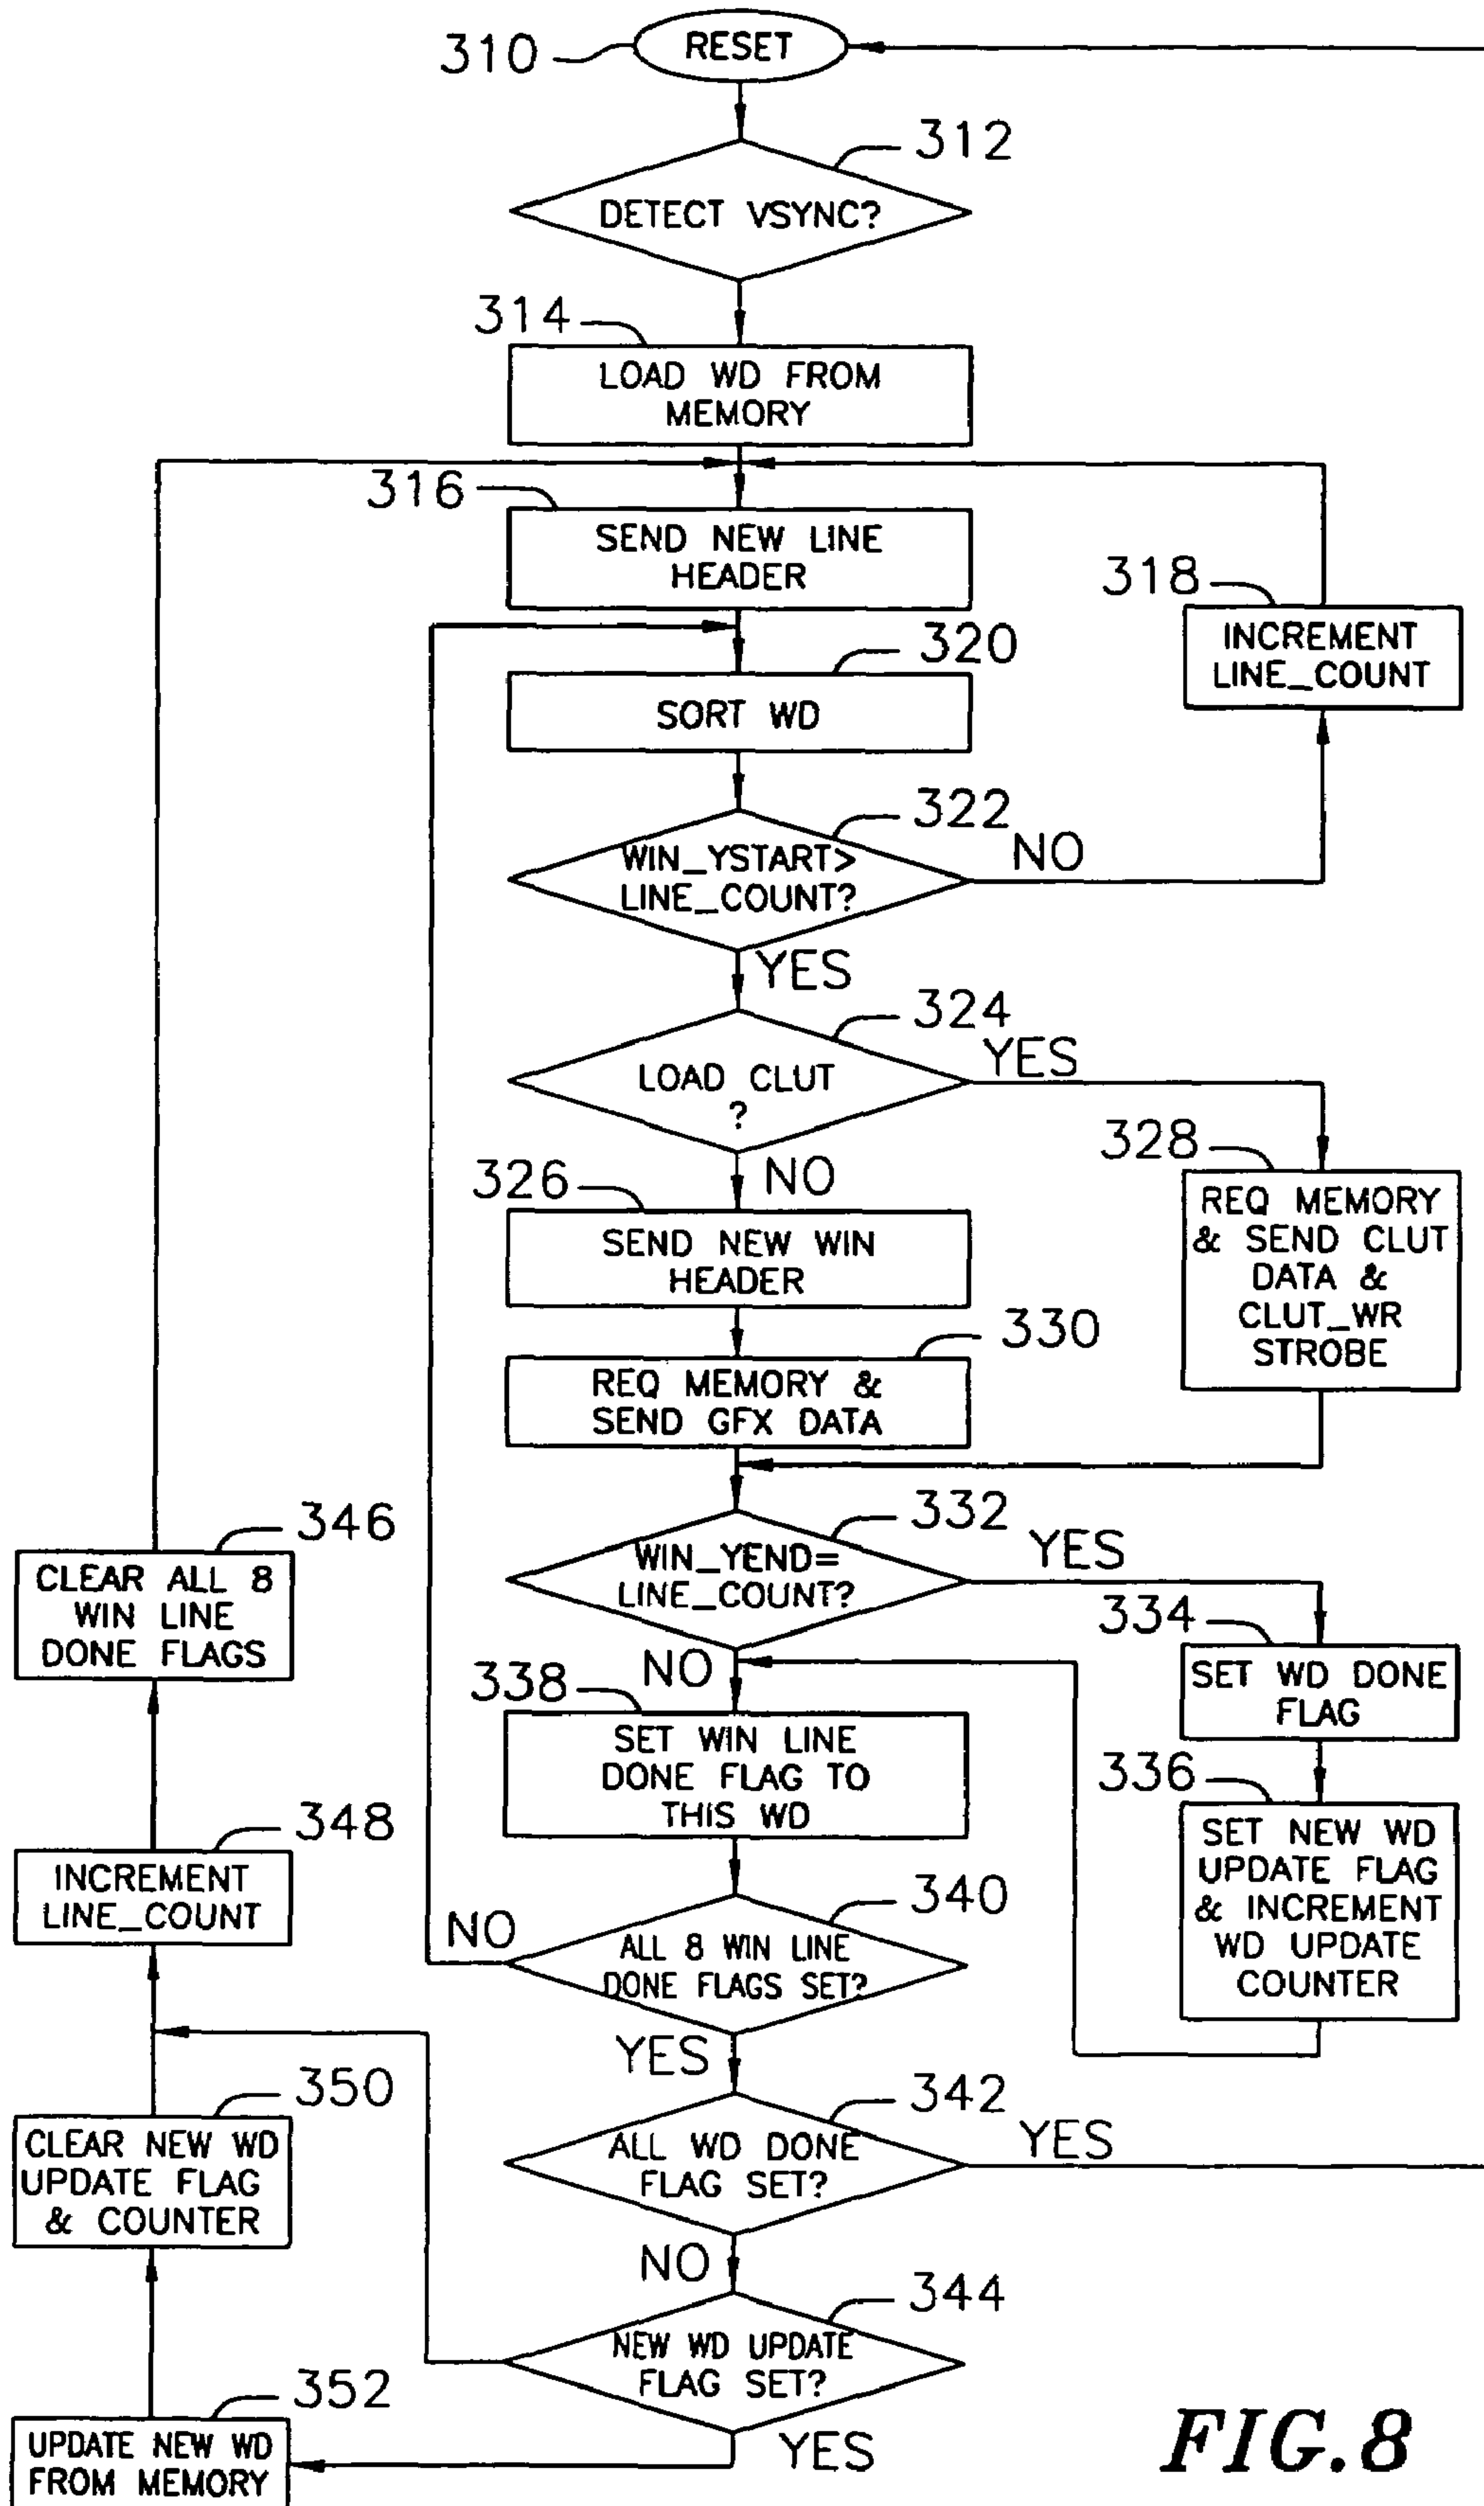 310
RESET
312
DETECT VSYNC?
314
LOAD WD FROM
MEMORY
316
SEND NEW LINE
HEADER
318
INCREMENT
LINE_COUNT
320
SORT WD
322
WIN_YSTART>
LINE_COUNT?
NO
YES
324
LOAD CLUT
?
YES
NO
326
SEND NEW WIN
HEADER
328
REQ MEMORY
& SEND CLUT
DATA &
CLUT_WR
STROBE
330
REQ MEMORY &
SEND GFX DATA
332
WIN_YEND=
LINE_COUNT?
YES
NO
334
SET WD DONE
FLAG
336
SET NEW WD
UPDATE FLAG
& INCREMENT
WD UPDATE
COUNTER
338
SET WIN LINE
DONE FLAG TO
THIS WD
340
ALL 8 WIN LINE
DONE FLAGS SET?
NO
YES
342
ALL WD DONE
FLAG SET?
YES
NO
344
NEW WD UPDATE
FLAG SET?
YES
346
CLEAR ALL 8
WIN LINE
DONE FLAGS
348
INCREMENT
LINE_COUNT
350
CLEAR NEW WD
UPDATE FLAG
& COUNTER
352
UPDATE NEW WD
FROM MEMORY
FIG.8